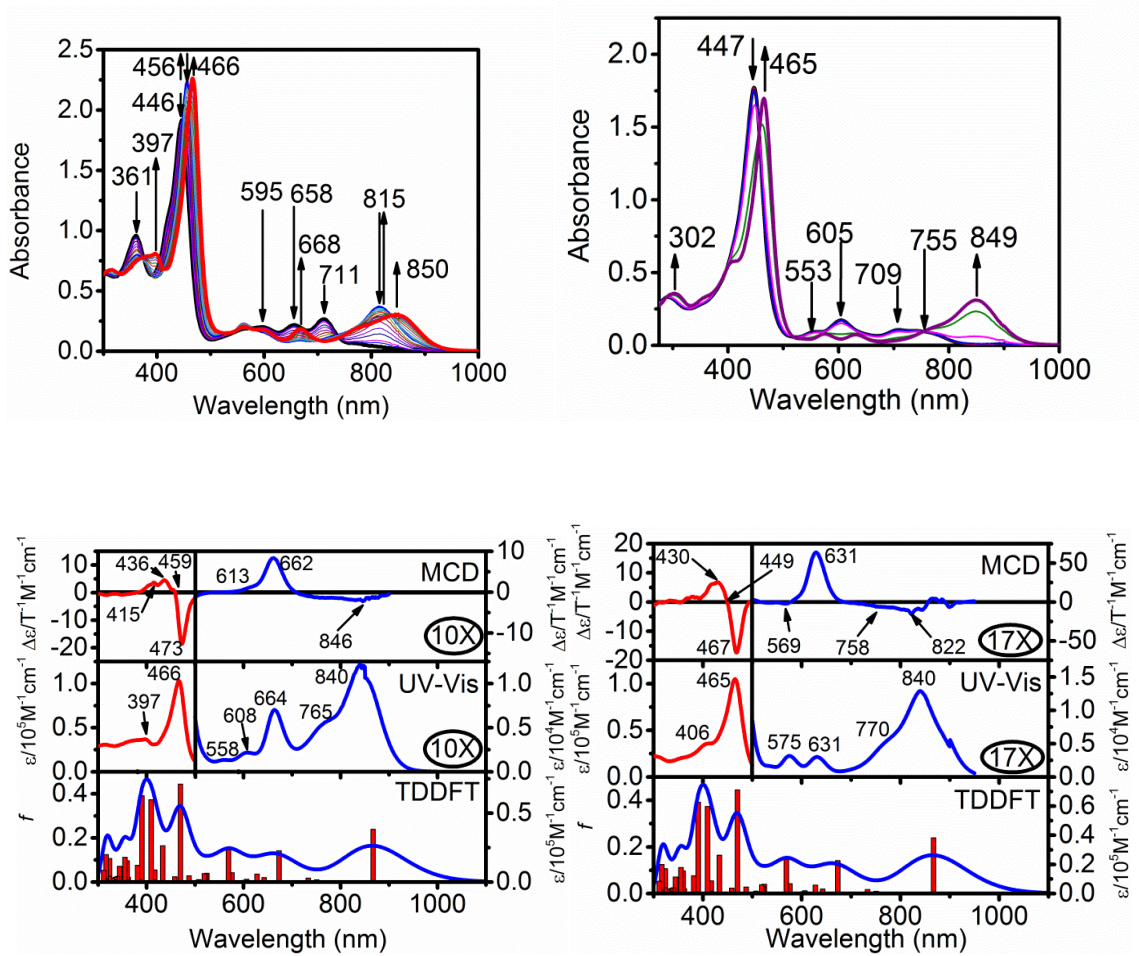 2.5
2.0
1.5
1.0
0.5
0.0
Absorbance
456
466
446
397
361
595
658
815
668
711
850
400 600 800 1000
Wavelength (nm)
2.0
1.5
1.0
0.5
0.0
Absorbance
447
465
302
553
605
709
755
849
400 600 800 1000
Wavelength (nm)
10
0
-10
-20
Δε/T⁻¹M⁻¹cm⁻¹
436 459
415
473
613 662
846
MCD
10X
10
0
-10
Δε/T⁻¹M⁻¹cm⁻¹
1.0
0.5
0.0
ε/10⁵M⁻¹cm⁻¹
466
397
558
608
664
765
840
UV-Vis
10X
1.0
0.5
0.0
ε/10⁴M⁻¹cm⁻¹
0.4
0.2
0.0
f
TDDFT
0.5
0.0
ε/10⁵M⁻¹cm⁻¹
400 600 800 1000
Wavelength (nm)
20
10
0
-10
-20
Δε/T⁻¹M⁻¹cm⁻¹
430
449
467
631
569
758
822
MCD
17X
50
0
-50
Δε/T⁻¹M⁻¹cm⁻¹
1.0
0.5
0.0
ε/10⁵M⁻¹cm⁻¹
465
406
575
631
770
840
UV-Vis
17X
1.5
1.0
0.5
0.0
ε/10⁴M⁻¹cm⁻¹
0.4
0.2
0.0
f
TDDFT
0.6
0.4
0.2
0.0
ε/10⁵M⁻¹cm⁻¹
400 600 800 1000
Wavelength (nm)